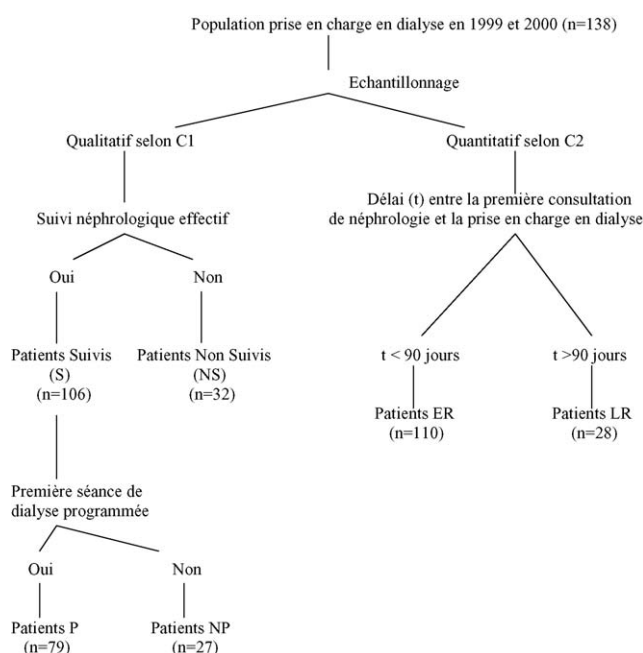 Population prise en charge en dialyse en 1999 et 2000 (n=138)
Echantillonnage
Qualitatif selon C1
Quantitatif selon C2
Suivi néphrologique effectif
Délai (t) entre la première consultation
de néphrologie et la prise en charge en dialyse
Oui
Non
Patients Suivis
(S)
(n=106)
Patients Non Suivis
(NS)
(n=32)
t < 90 jours
t >90 jours
Patients ER
(n=110)
Patients LR
(n=28)
Première séance de
dialyse programmée
Oui
Non
Patients P
(n=79)
Patients NP
(n=27)